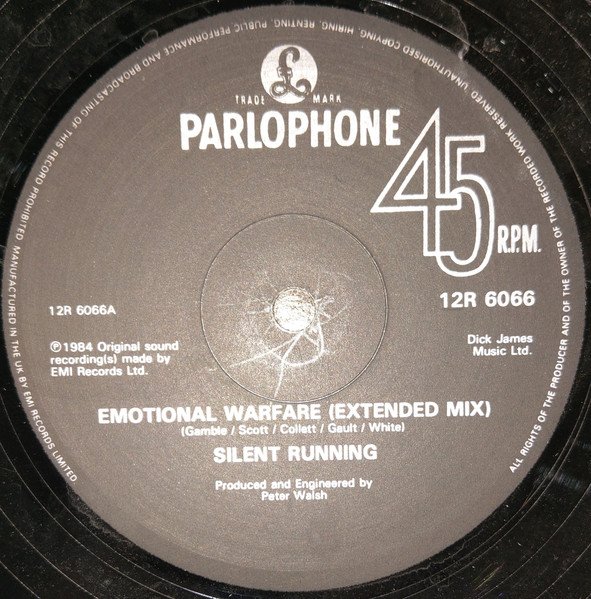 £
TRADE MARK
PARLOPHONE
45
R.P.M.
12R 6066A
12R 6066
℗1984 Original sound
recording(s) made by
EMI Records Ltd.
Dick James
Music Ltd.
EMOTIONAL WARFARE (EXTENDED MIX)
(Gamble / Scott / Collett / Gault / White)
SILENT RUNNING
Produced and Engineered by
Peter Walsh
ALL RIGHTS OF THE PRODUCER AND OF THE OWNER OF THE RECORDED WORK RESERVED. UNAUTHORISED COPYING, HIRING, RENTING, PUBLIC PERFORMANCE AND BROADCASTING OF THIS RECORD PROHIBITED. MANUFACTURED IN THE UK BY EMI RECORDS LIMITED